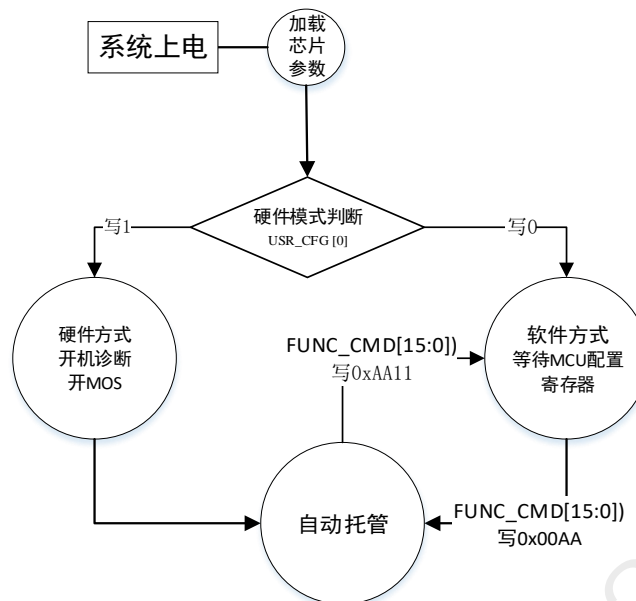 系统上电
加载
芯片
参数
硬件模式判断
USR_CFG [0]
写1
写0
硬件方式
开机诊断
开MOS
FUNC_CMD[15:0])
写0xAA11
软件方式
等待MCU配置
寄存器
自动托管
FUNC_CMD[15:0])
写0x00AA